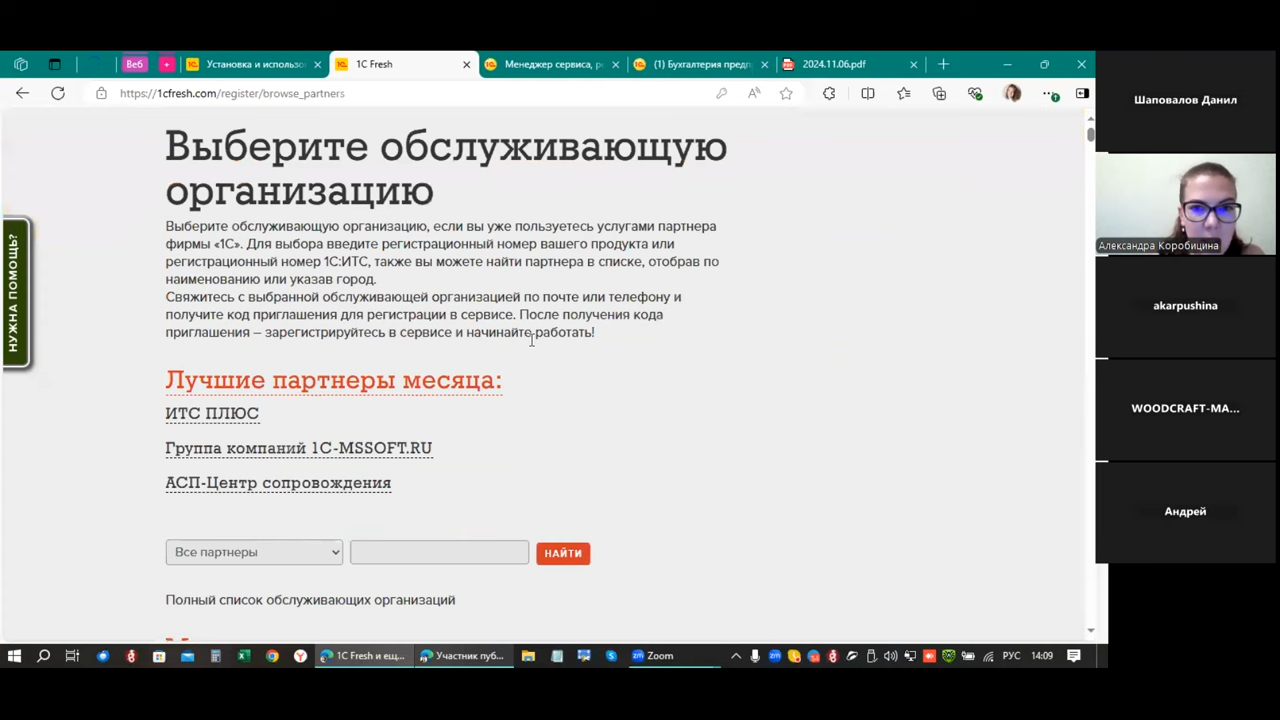 Веб
Установка и использо
1C Fresh
Менеджер сервиса, р
(1) Бухгалтерия предп
2024.11.06.pdf
https://1cfresh.com/register/browse_partners
Выберите обслуживающую
организацию
Выберите обслуживающую организацию, если вы уже пользуетесь услугами партнера
фирмы «1С». Для выбора введите регистрационный номер вашего продукта или
регистрационный номер 1С:ИТС, также вы можете найти партнера в списке, отобрав по
наименованию или указав город.
Свяжитесь с выбранной обслуживающей организацией по почте или телефону и
получите код приглашения для регистрации в сервисе. После получения кода
приглашения – зарегистрируйтесь в сервисе и начинайте работать!
НУЖНА ПОМОЩЬ?
Лучшие партнеры месяца:
ИТС ПЛЮС
Группа компаний 1С-MSSOFT.RU
АСП-Центр сопровождения
Все партнеры
НАЙТИ
Полный список обслуживающих организаций
Шаповалов Данил
Александра Коробицина
akarpushina
WOODCRAFT-MA...
Андрей
1C Fresh и ещ...
Участник пуб...
Zoom
РУС
14:09